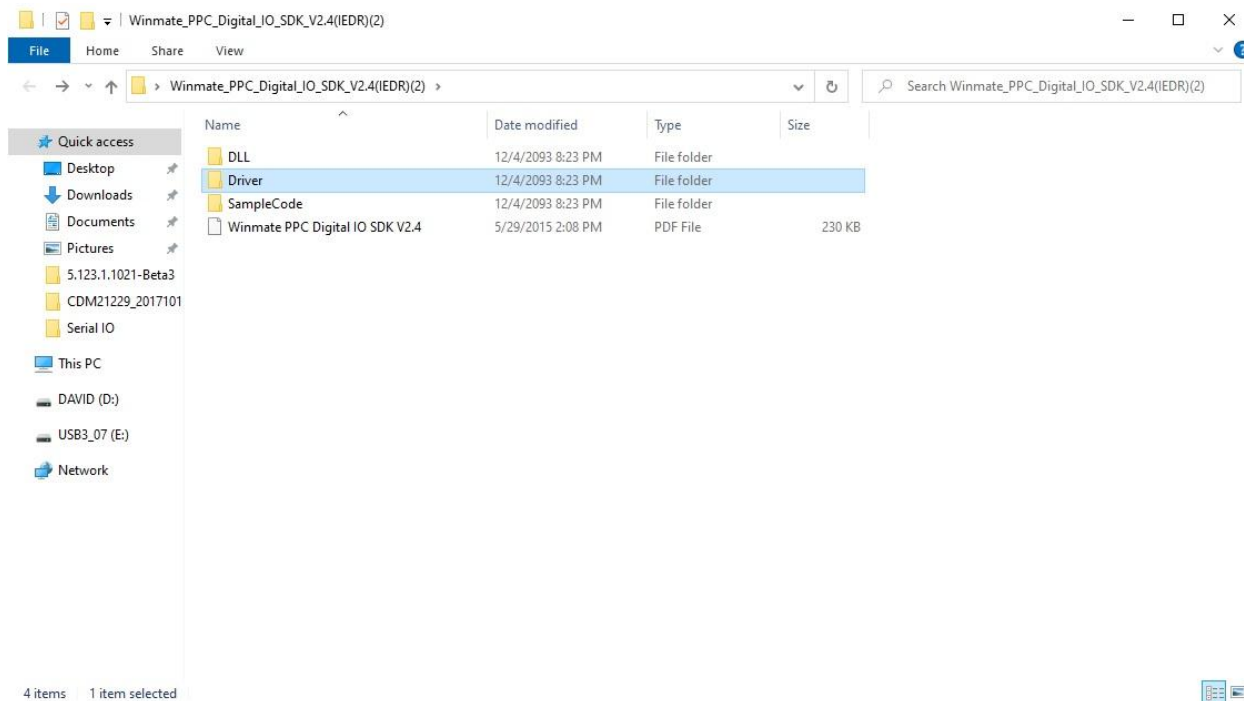 Winmate_PPC_Digital_IO_SDK_V2.4(IEDR)(2)
File Home Share View
Winmate_PPC_Digital_IO_SDK_V2.4(IEDR)(2)
Search Winmate_PPC_Digital_IO_SDK_V2.4(IEDR)(2)
Name Date modified Type Size
Quick access
Desktop
Downloads
Documents
Pictures
5.123.1.1021-Beta3
CDM21229_2017101
Serial IO
This PC
DAVID (D:)
USB3_07 (E:)
Network
DLL 12/4/2093 8:23 PM File folder
Driver 12/4/2093 8:23 PM File folder
SampleCode 12/4/2093 8:23 PM File folder
Winmate PPC Digital IO SDK V2.4 5/29/2015 2:08 PM PDF File 230 KB
4 items 1 item selected